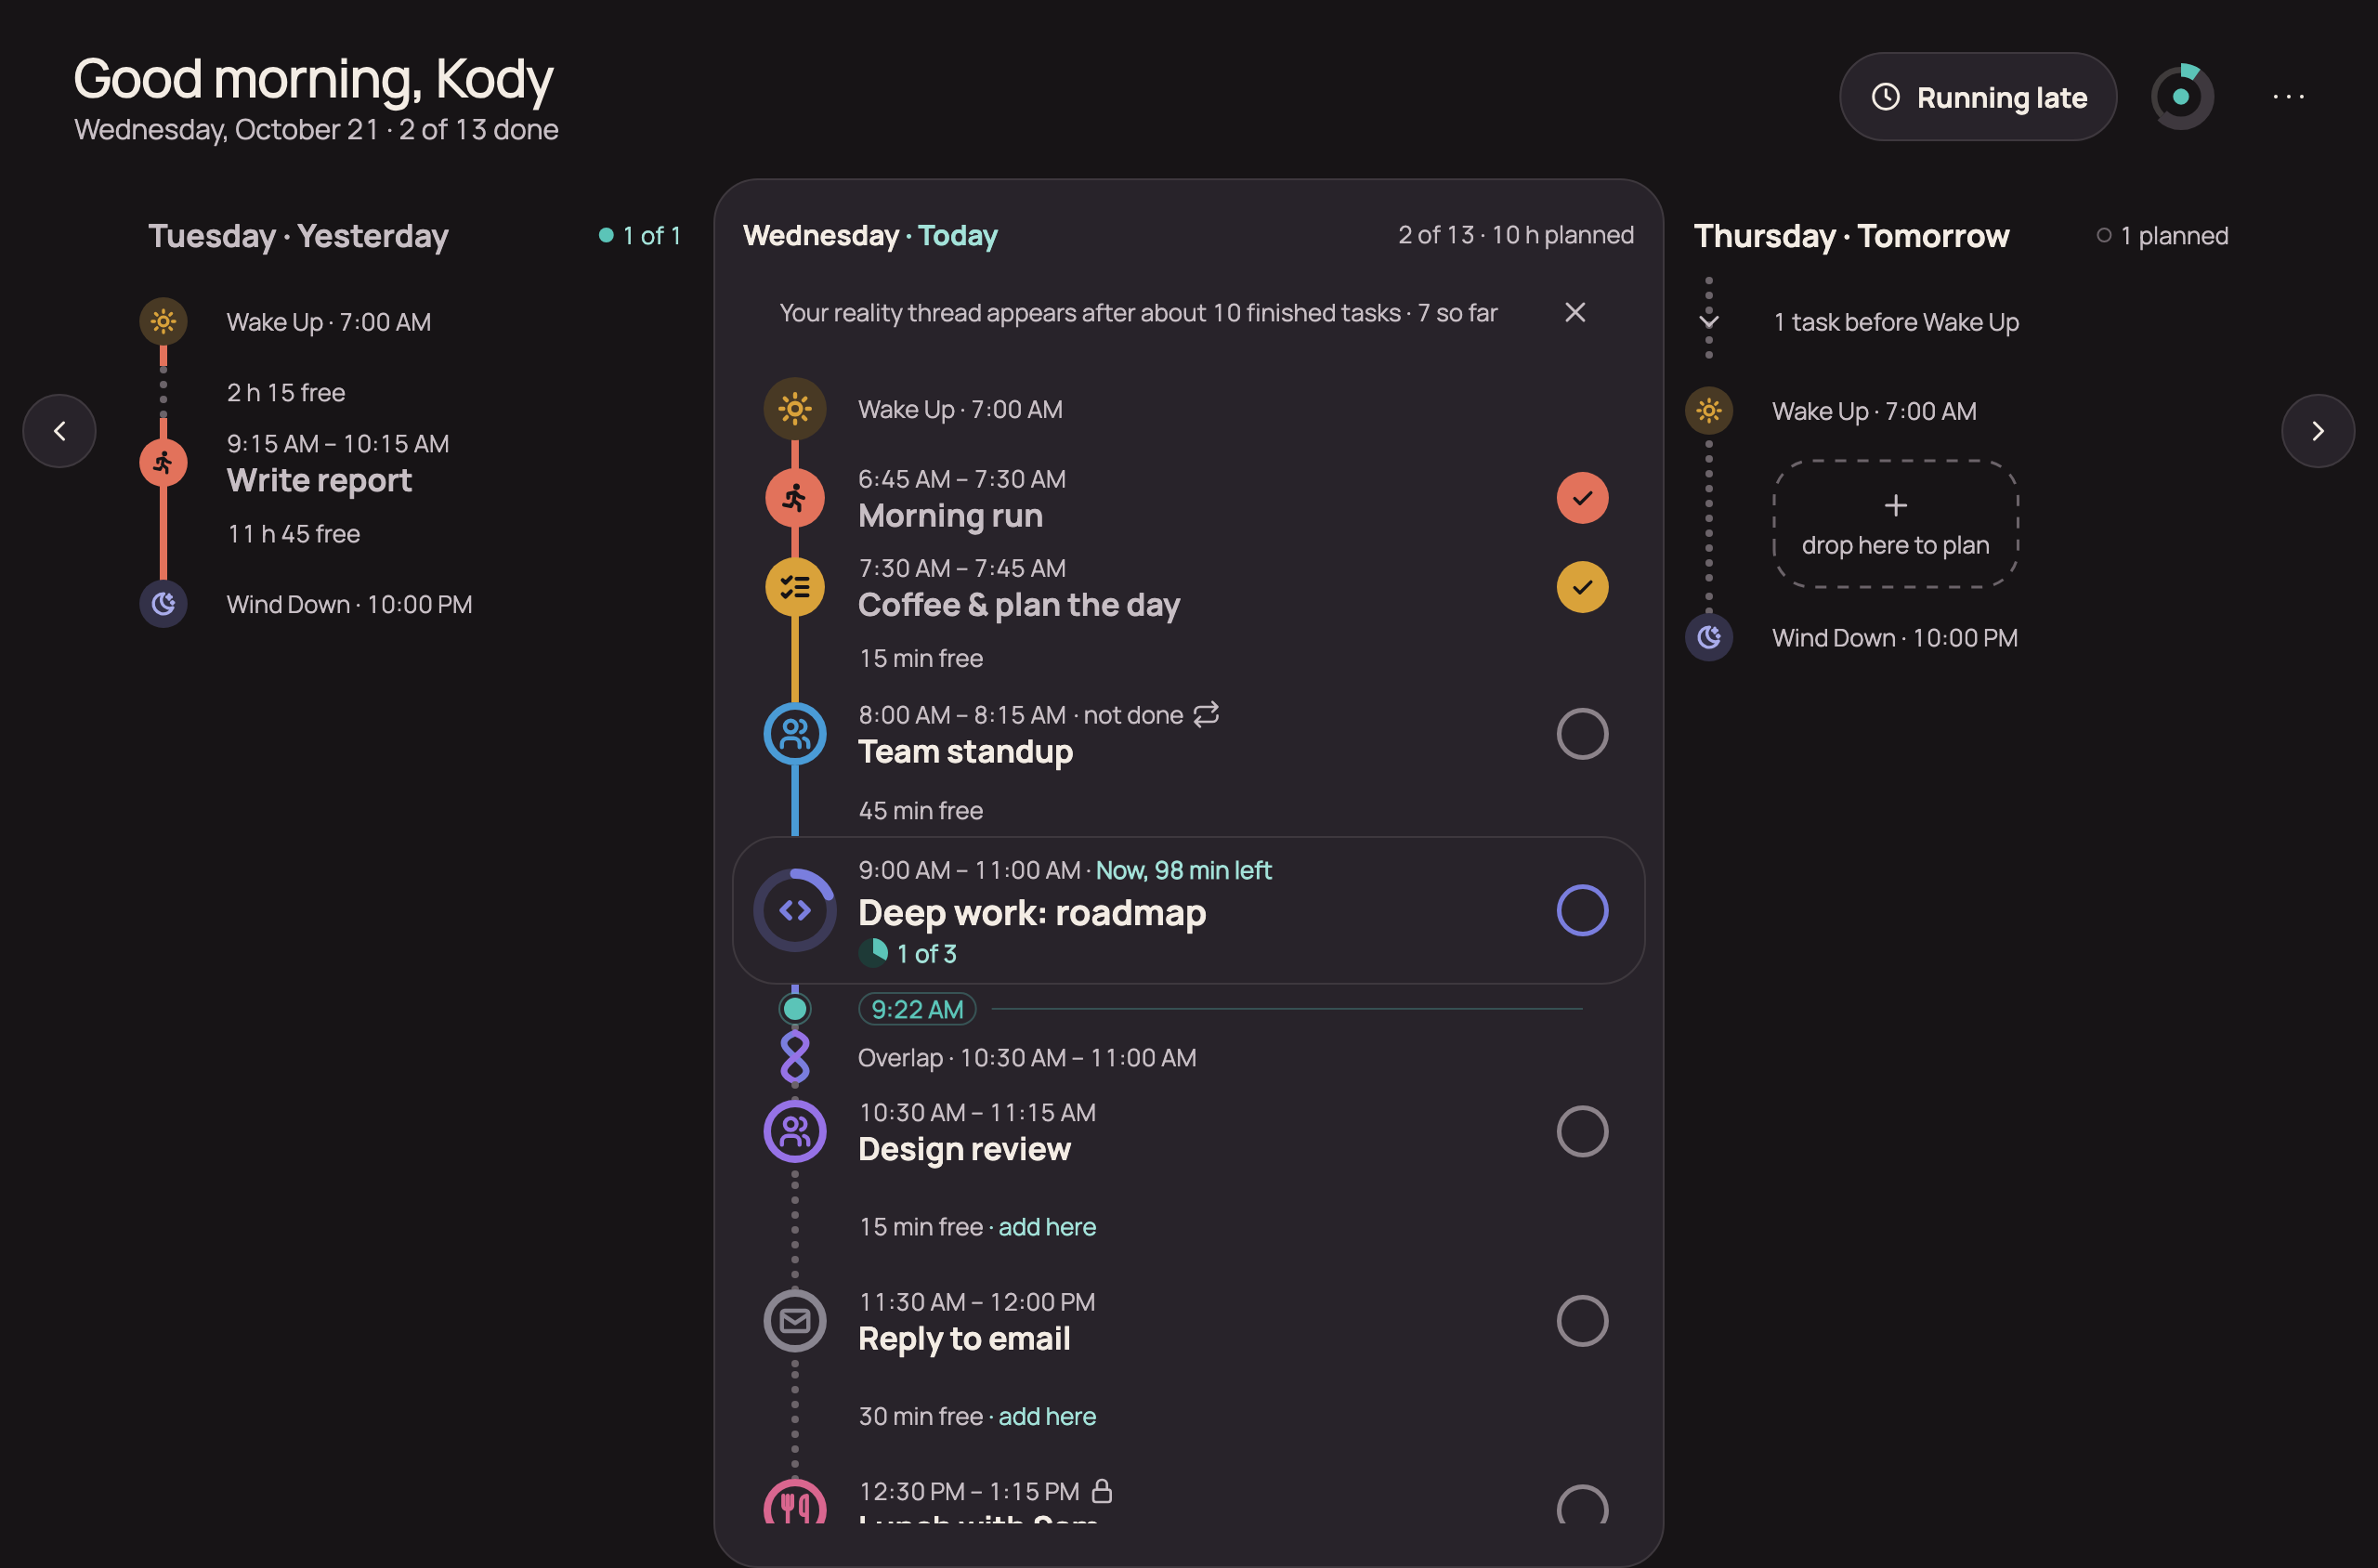 Good morning, Kody
Wednesday, October 21 · 2 of 13 done
Running late
Tuesday · Yesterday
1 of 1
Wake Up · 7:00 AM
2 h 15 free
9:15 AM – 10:15 AM
Write report
11 h 45 free
Wind Down · 10:00 PM
Wednesday · Today
2 of 13 · 10 h planned
Your reality thread appears after about 10 finished tasks · 7 so far
Wake Up · 7:00 AM
6:45 AM – 7:30 AM
Morning run
7:30 AM – 7:45 AM
Coffee & plan the day
15 min free
8:00 AM – 8:15 AM · not done
Team standup
45 min free
9:00 AM – 11:00 AM · Now, 98 min left
Deep work: roadmap
1 of 3
9:22 AM
Overlap · 10:30 AM – 11:00 AM
10:30 AM – 11:15 AM
Design review
15 min free · add here
11:30 AM – 12:00 PM
Reply to email
30 min free · add here
12:30 PM – 1:15 PM
Lunch with Sam
Thursday · Tomorrow
1 planned
1 task before Wake Up
Wake Up · 7:00 AM
drop here to plan
Wind Down · 10:00 PM